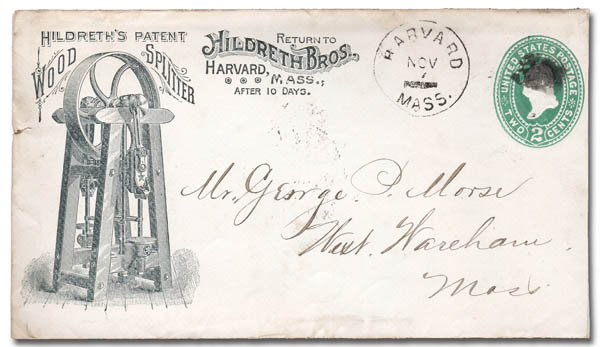 HILDRETH'S PATENT
WOOD SPLITTER
RETURN TO
HILDRETH BROS.
HARVARD, MASS.,
AFTER 10 DAYS.
HARVARD
NOV
7
MASS.
UNITED STATES POSTAGE
TWO 2 CENTS
Mr. George P. Morse
West Wareham.
Mass.